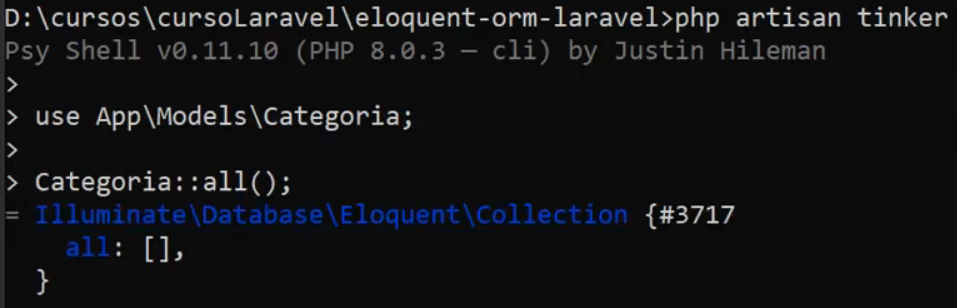 D:\cursos\cursoLaravel\eloquent-orm-laravel>php artisan tinker
Psy Shell v0.11.10 (PHP 8.0.3 — cli) by Justin Hileman
>
> use App\Models\Categoria;
>
> Categoria::all();
= Illuminate\Database\Eloquent\Collection {#3717
    all: [],
  }